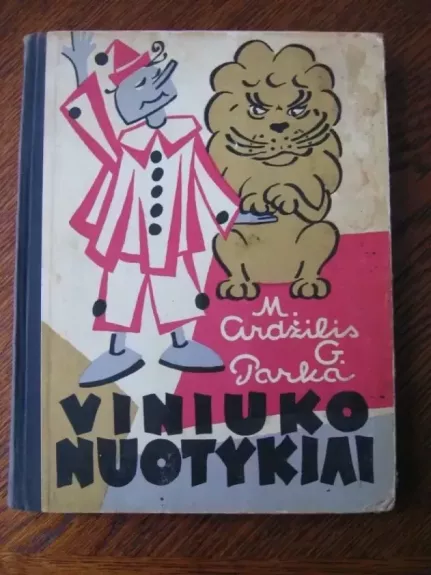 M.
Ardžilis
G.
Parka
VINIUKO
NUOTYKIAI